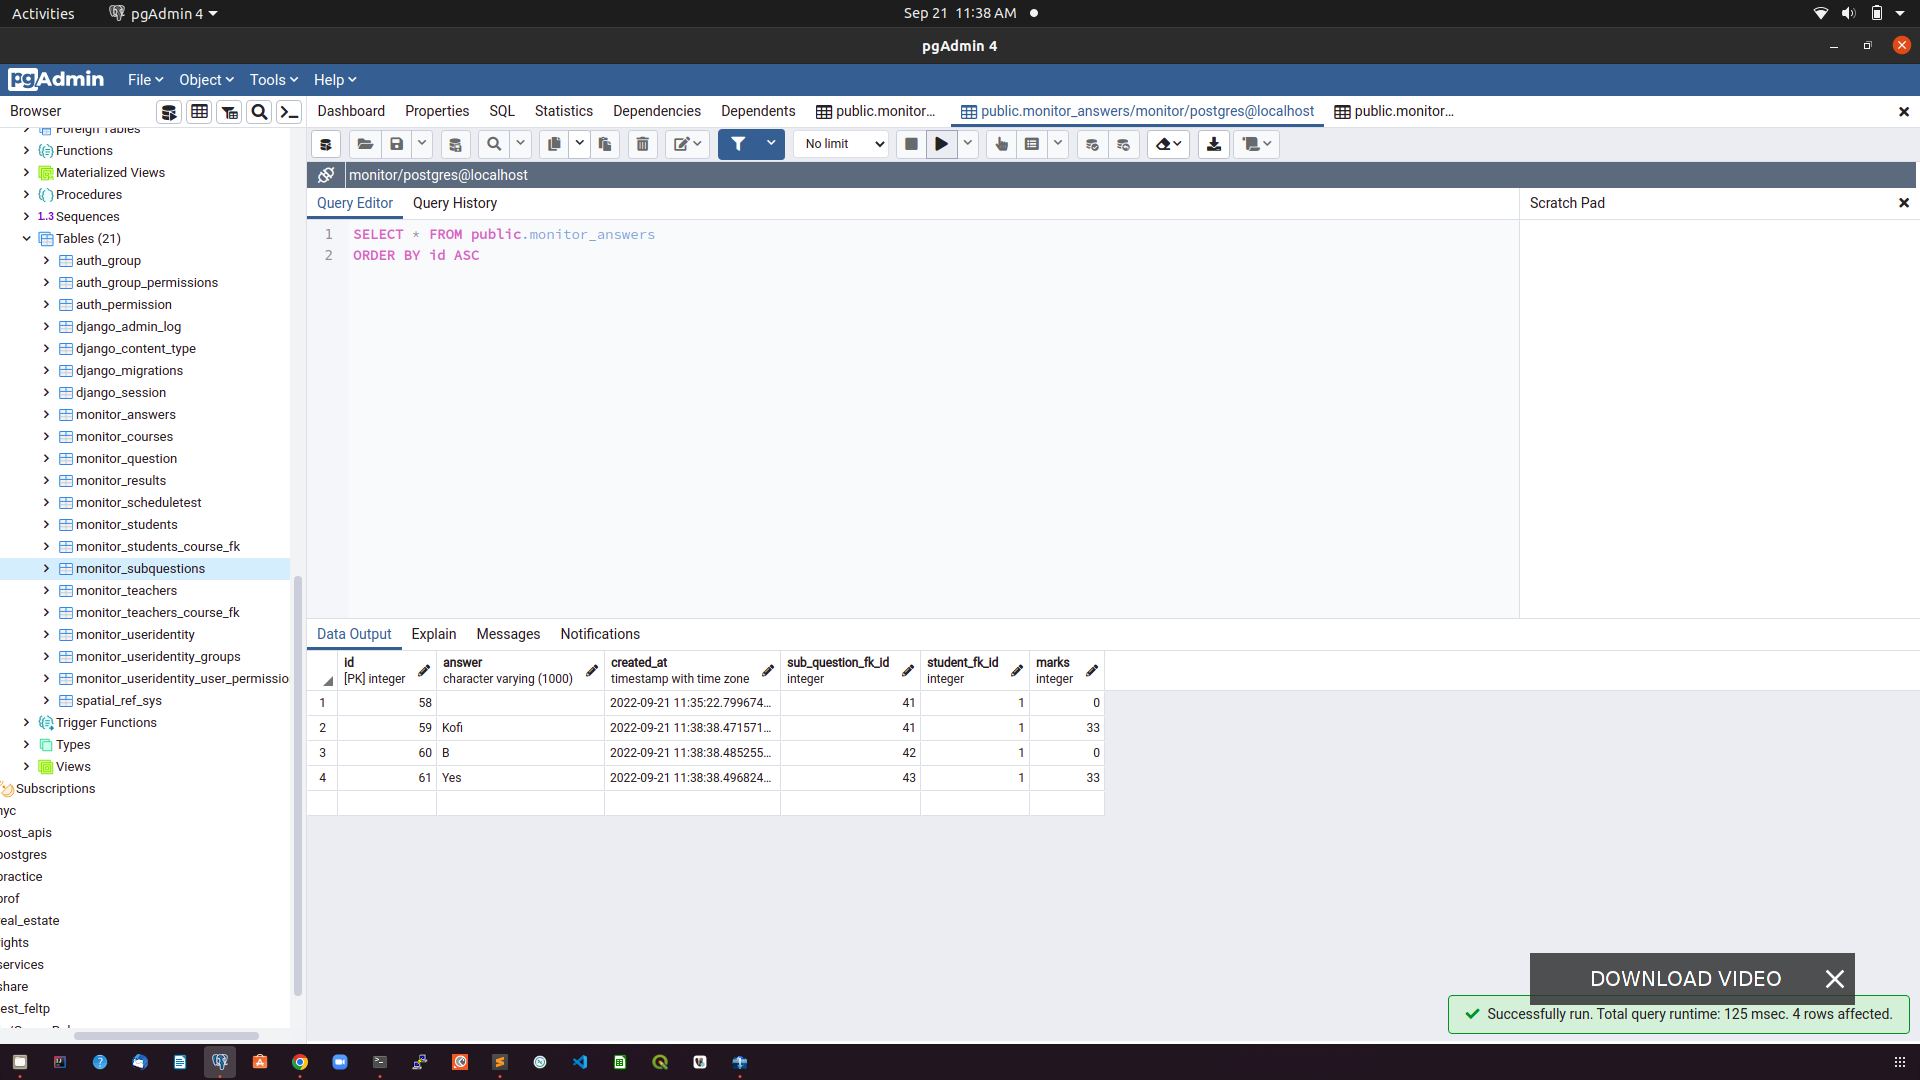 Activities
pgAdmin 4
Sep 21 11:38 AM
pgAdmin 4
pgAdmin
File
Object
Tools
Help
Browser
Dashboard
Properties
SQL
Statistics
Dependencies
Dependents
public.monitor...
public.monitor_answers/monitor/postgres@localhost
public.monitor...
No limit
monitor/postgres@localhost
Query Editor
Query History
Scratch Pad
1 SELECT * FROM public.monitor_answers
2 ORDER BY id ASC
Foreign Tables
Functions
Materialized Views
Procedures
1..3 Sequences
Tables (21)
auth_group
auth_group_permissions
auth_permission
django_admin_log
django_content_type
django_migrations
django_session
monitor_answers
monitor_courses
monitor_question
monitor_results
monitor_scheduletest
monitor_students
monitor_students_course_fk
monitor_subquestions
monitor_teachers
monitor_teachers_course_fk
monitor_useridentity
monitor_useridentity_groups
monitor_useridentity_user_permissio
spatial_ref_sys
Trigger Functions
Types
Views
Subscriptions
nyc
post_apis
postgres
practice
prof
real_estate
rights
services
share
test_feltp
Data Output
Explain
Messages
Notifications
id answer created_at sub_question_fk_id student_fk_id marks
[PK] integer character varying (1000) timestamp with time zone integer integer integer
1 58 2022-09-21 11:35:22.799674... 41 1 0
2 59 Kofi 2022-09-21 11:38:38.471571... 41 1 33
3 60 B 2022-09-21 11:38:38.485255... 42 1 0
4 61 Yes 2022-09-21 11:38:38.496824... 43 1 33
DOWNLOAD VIDEO
Successfully run. Total query runtime: 125 msec. 4 rows affected.